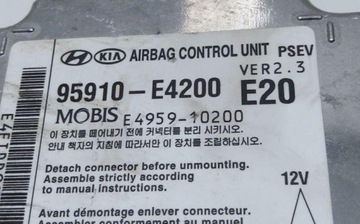 HYUNDAI KIA AIRBAG CONTROL UNIT PSEV
VER2.3
95910-E4200 E20
MOBIS E4959-10200
이 장치를 떼어내기 전에 커넥터를 분리 시키시오.
안내 책자의 지침에 따라서만 이 장치를 조립하십시오.
Detach connector before unmounting.
Assemble strictly according
to manual instructions.
12V
Avant démontage enlever connecteur.